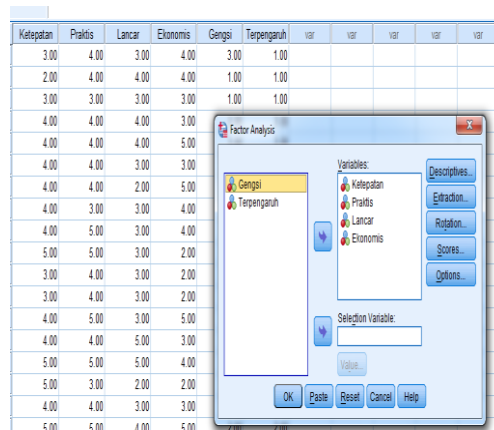 Ketepatan Praktis Lancar Ekonomis Gengsi Terpengaruh var var var var var
3.00 4.00 3.00 4.00 3.00 1.00
2.00 4.00 4.00 4.00 1.00 1.00
3.00 3.00 3.00 3.00 1.00 1.00
4.00 4.00 4.00 3.00
4.00 4.00 4.00 5.00
4.00 4.00 3.00 3.00
4.00 4.00 2.00 5.00
4.00 3.00 3.00 4.00
4.00 5.00 3.00 4.00
5.00 5.00 3.00 2.00
3.00 4.00 3.00 2.00
3.00 4.00 3.00 2.00
4.00 5.00 3.00 5.00
4.00 4.00 5.00 3.00
5.00 5.00 5.00 4.00
5.00 3.00 2.00 2.00
4.00 4.00 3.00 3.00
5.00 5.00 4.00 5.00
Factor Analysis
Variables:
Gengsi
Terpengaruh
Ketepatan
Praktis
Lancar
Ekonomis
Descriptives...
Extraction...
Rotation...
Scores...
Options...
Selection Variable:
Value...
OK Paste Reset Cancel Help